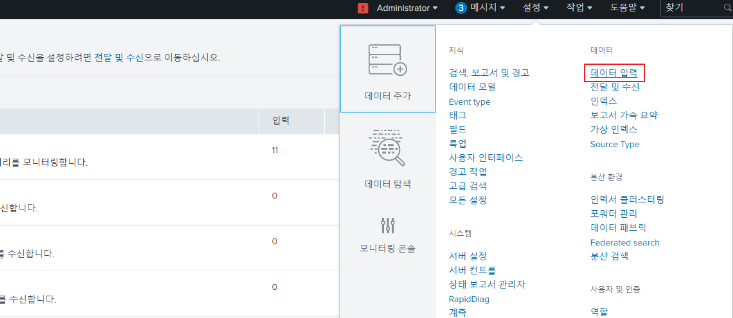 Administrator 3 메시지 설정 작업 도움말 찾기
달 및 수신을 설정하려면 전달 및 수신으로 이동하십시오.
입력
리를 모니터링합니다. 11
신합니다. 0
를 수신합니다. 0
를 수신합니다. 0
데이터 추가
데이터 탐색
모니터링 콘솔
지식
검색, 보고서 및 경고
데이터 모델
Event type
태그
필드
룩업
사용자 인터페이스
경고 작업
고급 검색
모든 설정
시스템
서버 설정
서버 컨트롤
상태 보고서 관리자
RapidDiag
계측
데이터
데이터 입력
전달 및 수신
인덱스
보고서 가속 요약
가상 인덱스
Source Type
분산 환경
인덱서 클러스터링
포워더 관리
데이터 패브릭
Federated search
분산 검색
사용자 및 인증
역할